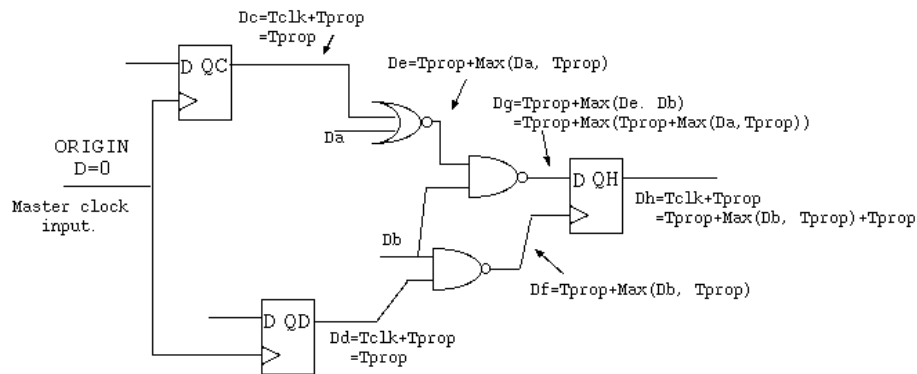 Dc=Tclk+Tprop
=Tprop
D QC
De=Tprop+Max(Da, Tprop)
Da
Dg=Tprop+Max(De. Db)
=Tprop+Max(Tprop+Max(Da,Tprop))
ORIGIN
D=0
Master clock
input.
D QH
Dh=Tclk+Tprop
=Tprop+Max(Db, Tprop)+Tprop
Db
Df=Tprop+Max(Db, Tprop)
D QD
Dd=Tclk+Tprop
=Tprop